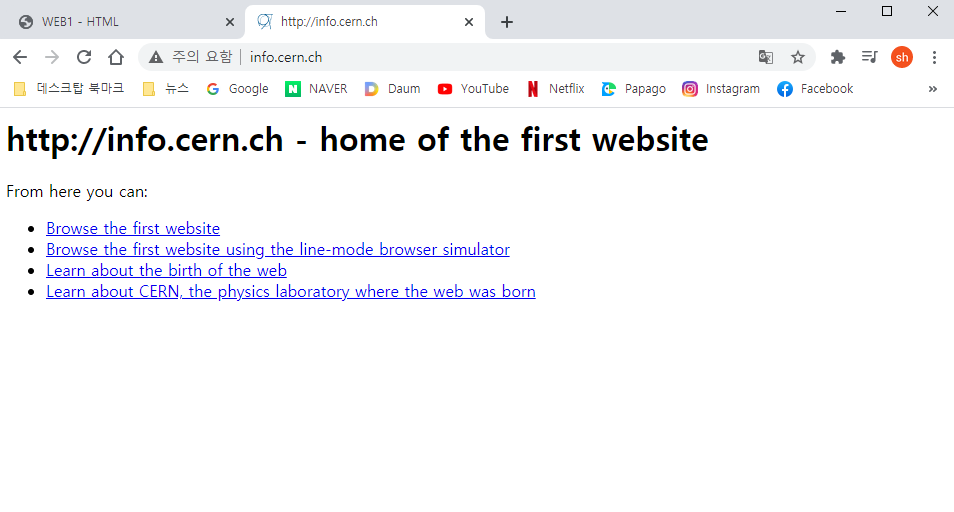 WEB1 - HTML
http://info.cern.ch
주의 요함 info.cern.ch
sh
데스크탑 북마크 뉴스 Google NAVER Daum YouTube Netflix Papago Instagram Facebook »
http://info.cern.ch - home of the first website
From here you can:
Browse the first website
Browse the first website using the line-mode browser simulator
Learn about the birth of the web
Learn about CERN, the physics laboratory where the web was born